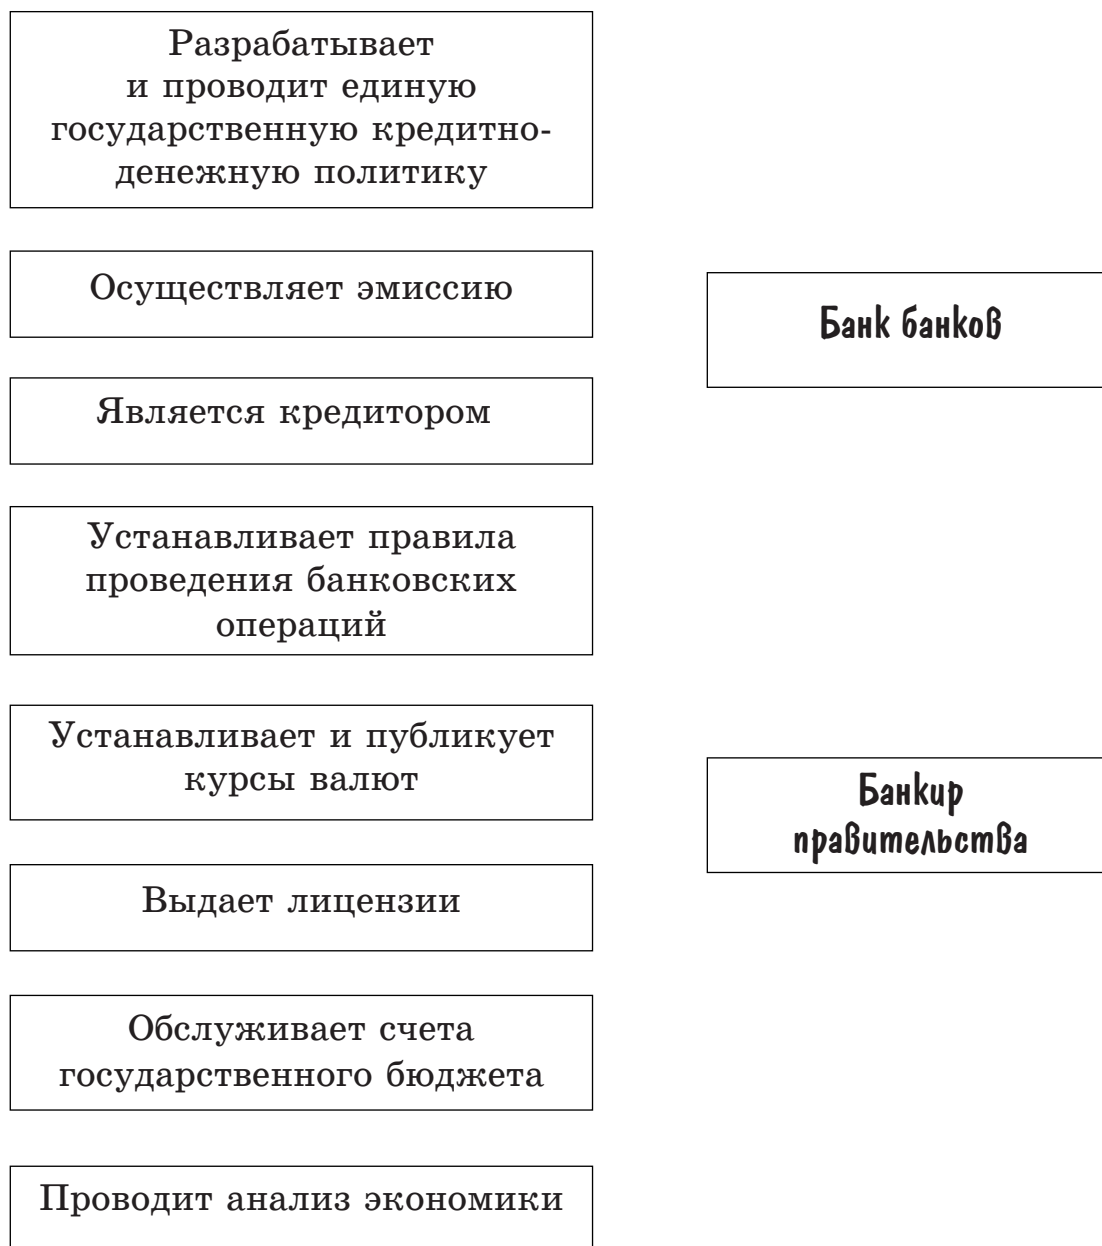 Разрабатывает
и проводит единую
государственную кредитно-
денежную политику
Осуществляет эмиссию
Является кредитором
Устанавливает правила
проведения банковских
операций
Устанавливает и публикует
курсы валют
Выдает лицензии
Обслуживает счета
государственного бюджета
Проводит анализ экономики
Банк банков
Банкир
правительства